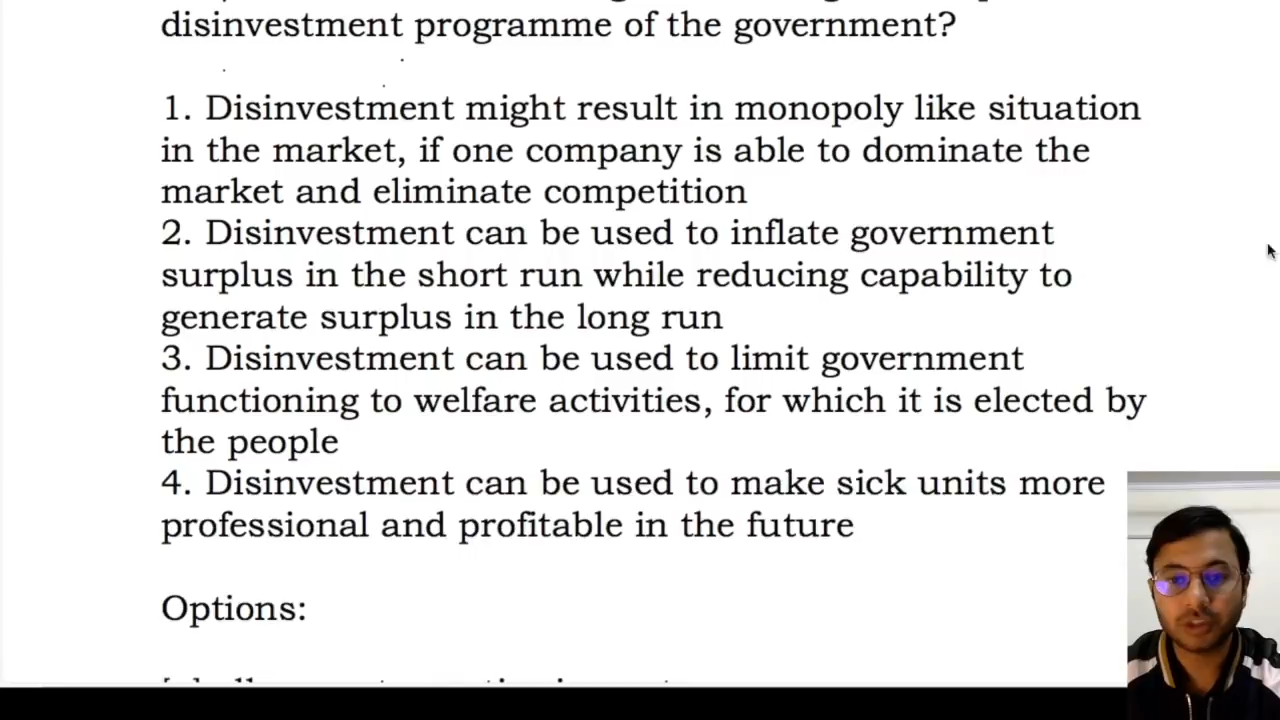 disinvestment programme of the government?
1. Disinvestment might result in monopoly like situation
in the market, if one company is able to dominate the
market and eliminate competition
2. Disinvestment can be used to inflate government
surplus in the short run while reducing capability to
generate surplus in the long run
3. Disinvestment can be used to limit government
functioning to welfare activities, for which it is elected by
the people
4. Disinvestment can be used to make sick units more
professional and profitable in the future
Options: